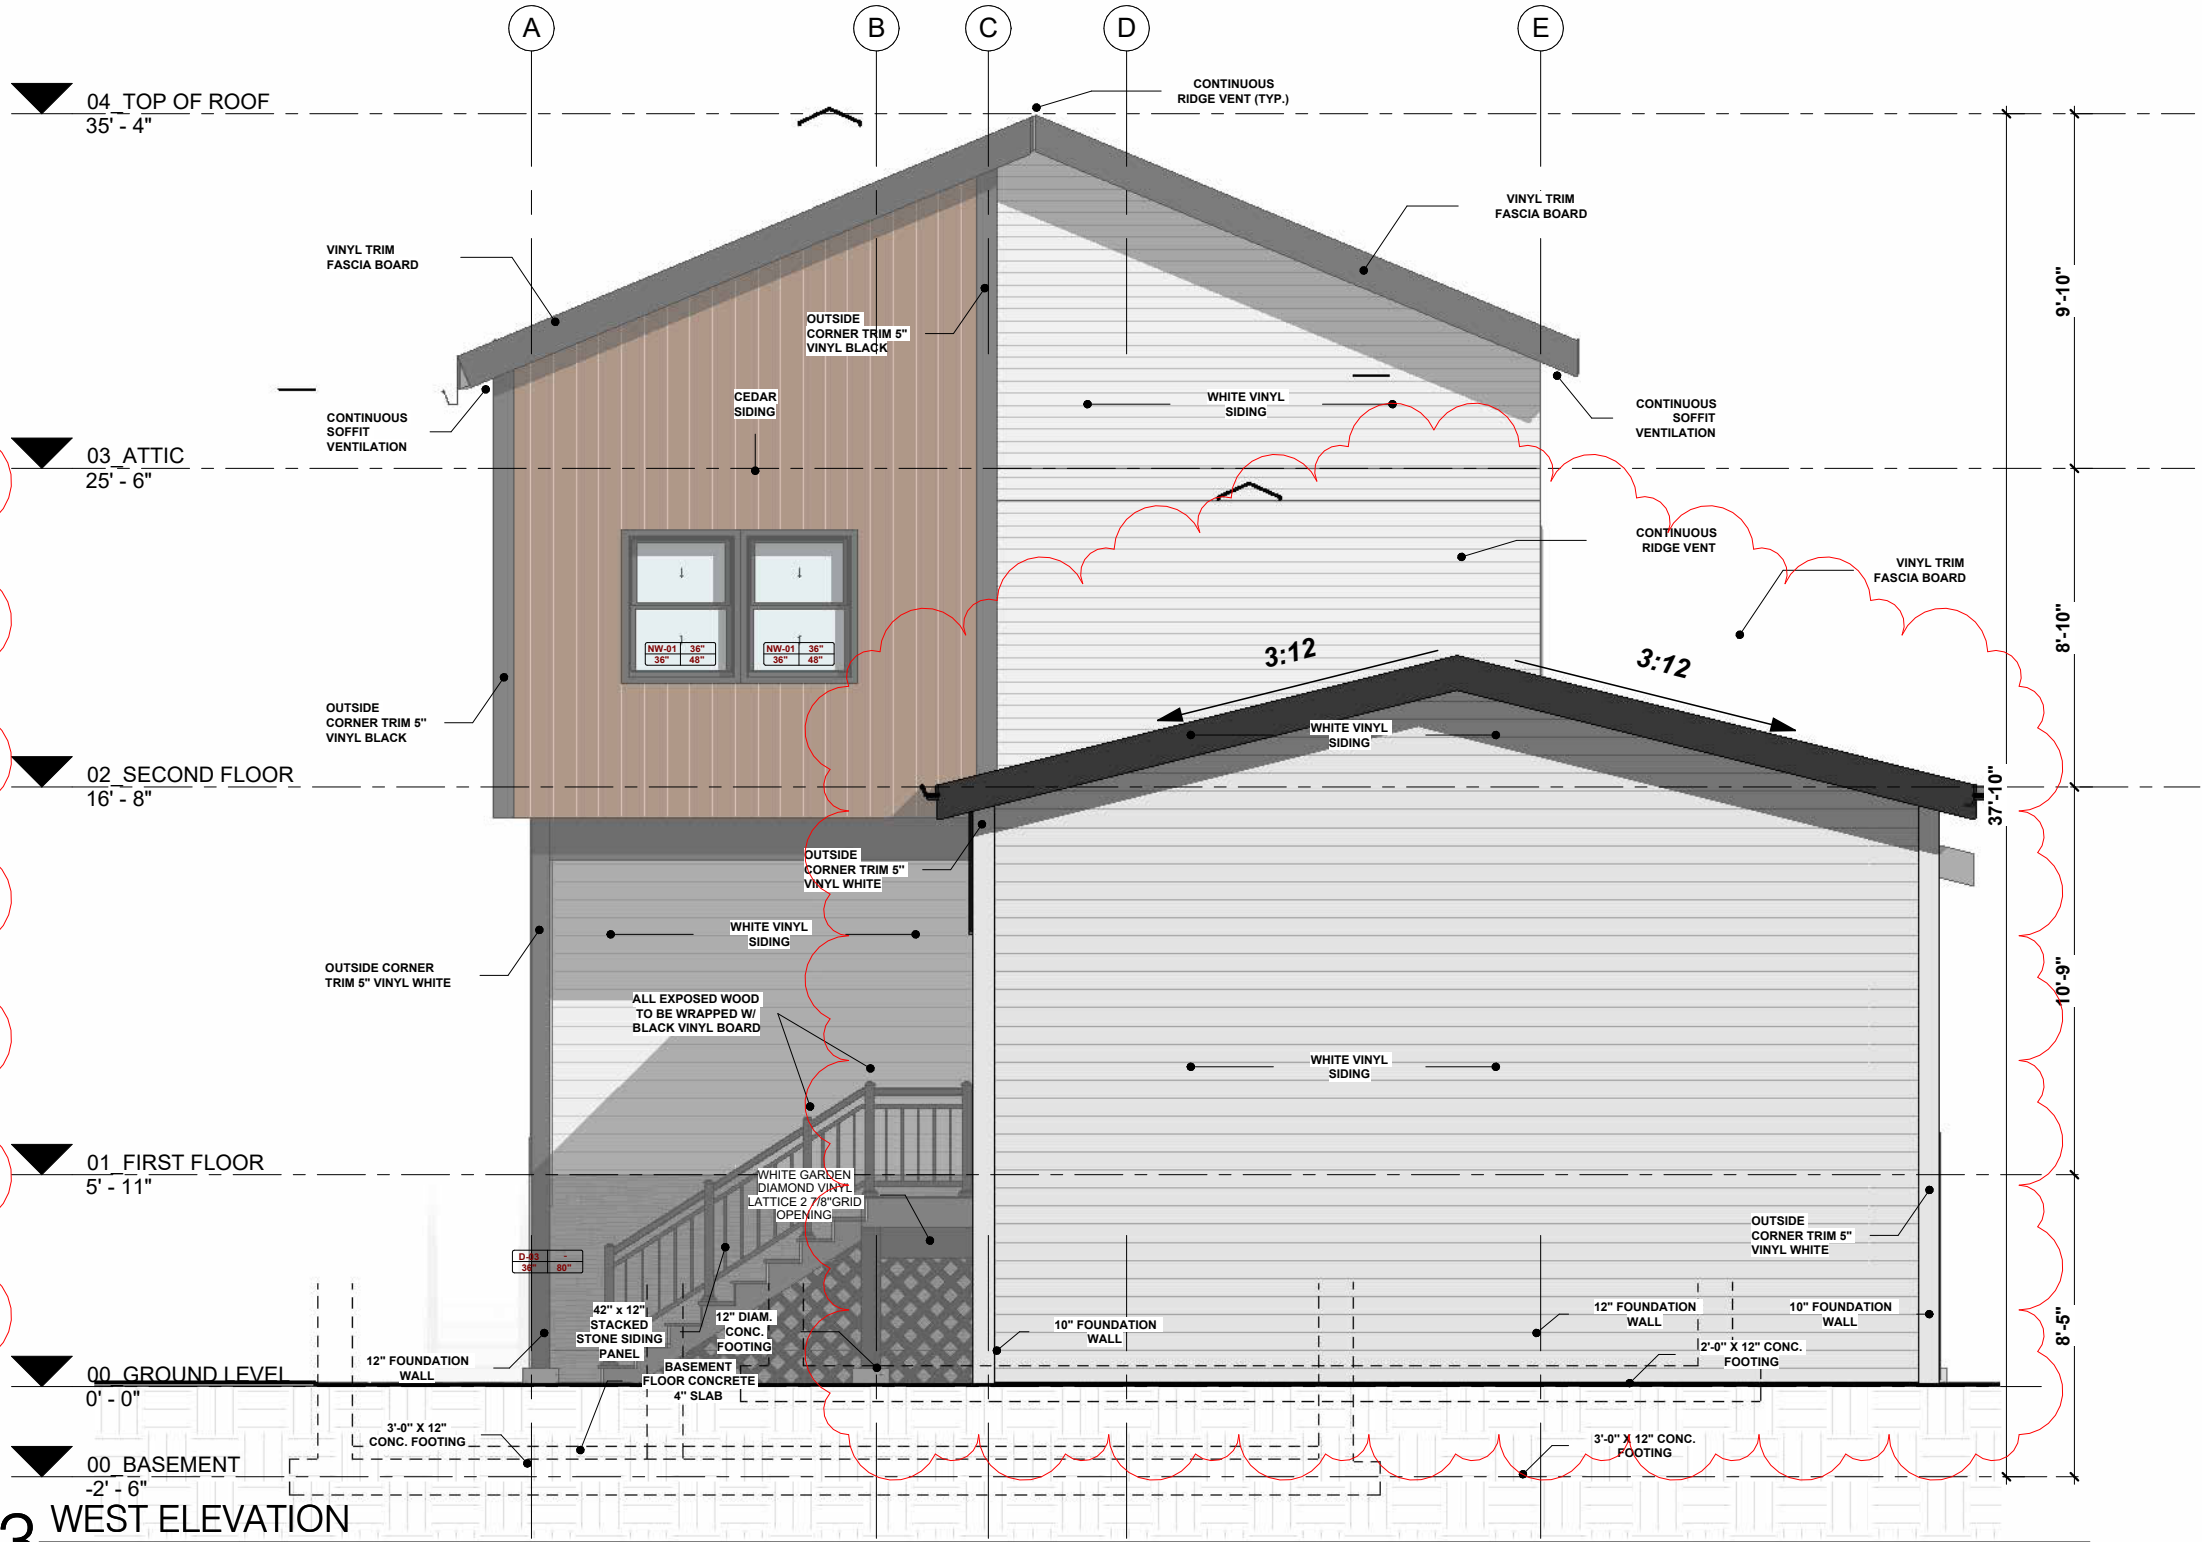 A
B
C
D
E
04_TOP OF ROOF
35' - 4"
CONTINUOUS
RIDGE VENT (TYP.)
VINYL TRIM
FASCIA BOARD
VINYL TRIM
FASCIA BOARD
9'-10"
OUTSIDE
CORNER TRIM 5"
VINYL BLACK
CEDAR
SIDING
WHITE VINYL
SIDING
CONTINUOUS
SOFFIT
VENTILATION
CONTINUOUS
SOFFIT
VENTILATION
03_ATTIC
25' - 6"
CONTINUOUS
RIDGE VENT
VINYL TRIM
FASCIA BOARD
8'-10"
NW-01 36"
36" 48"
NW-01 36"
36" 48"
3:12
3:12
OUTSIDE
CORNER TRIM 5"
VINYL BLACK
WHITE VINYL
SIDING
02_SECOND FLOOR
16' - 8"
37'-10"
OUTSIDE
CORNER TRIM 5"
VINYL WHITE
WHITE VINYL
SIDING
OUTSIDE CORNER
TRIM 5" VINYL WHITE
10'-9"
ALL EXPOSED WOOD
TO BE WRAPPED W/
BLACK VINYL BOARD
WHITE VINYL
SIDING
01_FIRST FLOOR
5' - 11"
WHITE GARDEN
DIAMOND VINYL
LATTICE 2 7/8"GRID
OPENING
OUTSIDE
CORNER TRIM 5"
VINYL WHITE
D-03 -
36" 80"
42" x 12"
STACKED
STONE SIDING
PANEL
12" DIAM.
CONC.
FOOTING
10" FOUNDATION
WALL
12" FOUNDATION
WALL
10" FOUNDATION
WALL
8'-5"
2'-0" X 12" CONC.
FOOTING
12" FOUNDATION
WALL
BASEMENT
FLOOR CONCRETE
4" SLAB
00_GROUND LEVEL
0' - 0"
3'-0" X 12"
CONC. FOOTING
3'-0" X 12" CONC.
FOOTING
00_BASEMENT
-2' - 6"
3 WEST ELEVATION